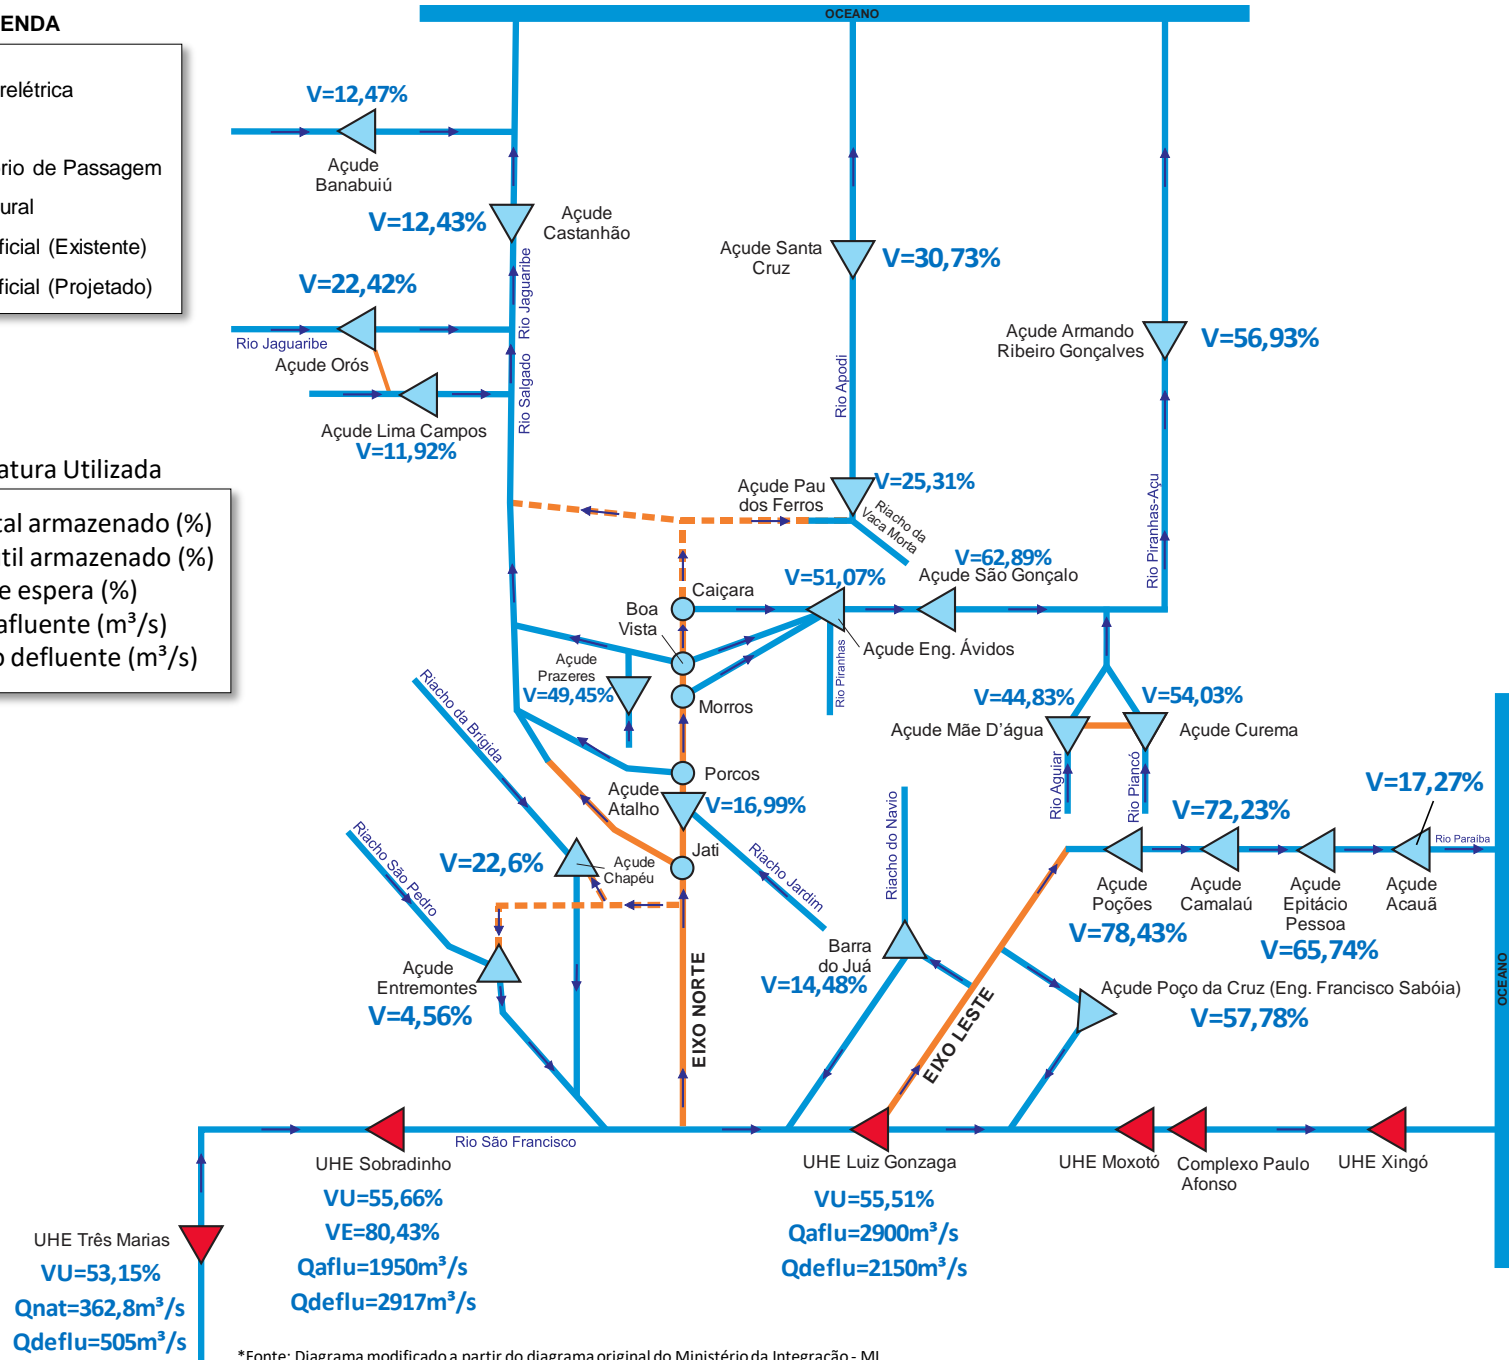 OCEANO
ENDA
relétrica
rio de Passagem
ural
ficial (Existente)
ficial (Projetado)
V=12,47%
Açude
Banabuiú
V=12,43%
Açude
Castanhão
V=22,42%
Rio Jaguaribe
Rio Jaguaribe
Açude Orós
Rio Salgado
Açude Lima Campos
V=11,92%
Açude Santa
Cruz
V=30,73%
Rio Apodi
Açude Armando
Ribeiro Gonçalves
V=56,93%
Rio Piranhas-Açu
atura Utilizada
tal armazenado (%)
til armazenado (%)
e espera (%)
afluente (m³/s)
o defluente (m³/s)
Açude Pau
dos Ferros
V=25,31%
Riacho da
Vaca Morta
V=62,89%
Açude São Gonçalo
V=51,07%
Caiçara
Boa
Vista
Açude Eng. Ávidos
Rio Piranhas
Açude
Prazeres
V=49,45%
Morros
Riacho da Brígida
Porcos
Açude
Atalho
V=16,99%
V=44,83%
V=54,03%
Açude Mãe D'água
Açude Curema
Rio Aguiar
Rio Piancó
V=17,27%
V=72,23%
Rio Paraiba
Riacho São Pedro
V=22,6%
Açude
Chapéu
Jati
Riacho Jardim
Riacho do Navio
Açude
Poções
V=78,43%
Açude
Camalaú
Açude
Epitácio
Pessoa
V=65,74%
Açude
Acauã
Açude
Entremontes
V=4,56%
EIXO NORTE
Barra
do Juá
V=14,48%
EIXO LESTE
Açude Poço da Cruz (Eng. Francisco Sabóia)
V=57,78%
OCEANO
Rio São Francisco
UHE Sobradinho
VU=55,66%
VE=80,43%
Qaflu=1950m³/s
Qdeflu=2917m³/s
UHE Luiz Gonzaga
VU=55,51%
Qaflu=2900m³/s
Qdeflu=2150m³/s
UHE Moxotó
Complexo Paulo
Afonso
UHE Xingó
UHE Três Marias
VU=53,15%
Qnat=362,8m³/s
Qdeflu=505m³/s
*Fonte: Diagrama modificado a partir do diagrama original do Ministério da Integração - MI